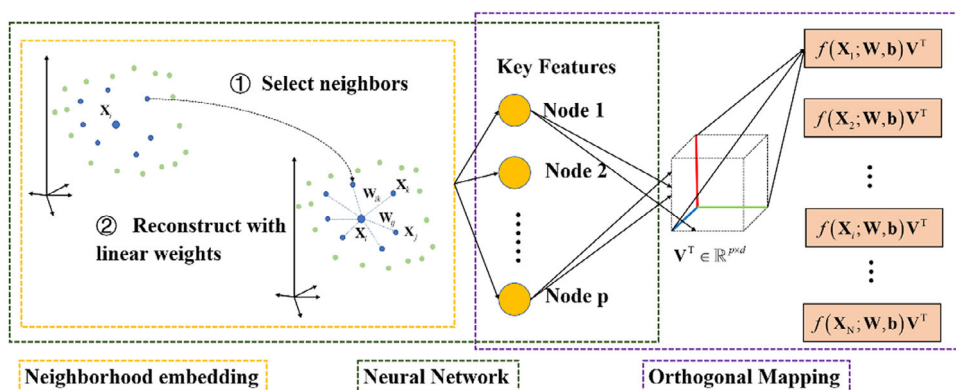 ① Select neighbors
X_i
② Reconstruct with
linear weights
W_ik
X_k
W_ij
X_i
X_j
Key Features
Node 1
Node 2
Node p
V^T ∈ ℝ^{p×d}
f(X_1; W, b)V^T
f(X_2; W, b)V^T
f(X_i; W, b)V^T
f(X_N; W, b)V^T
Neighborhood embedding
Neural Network
Orthogonal Mapping